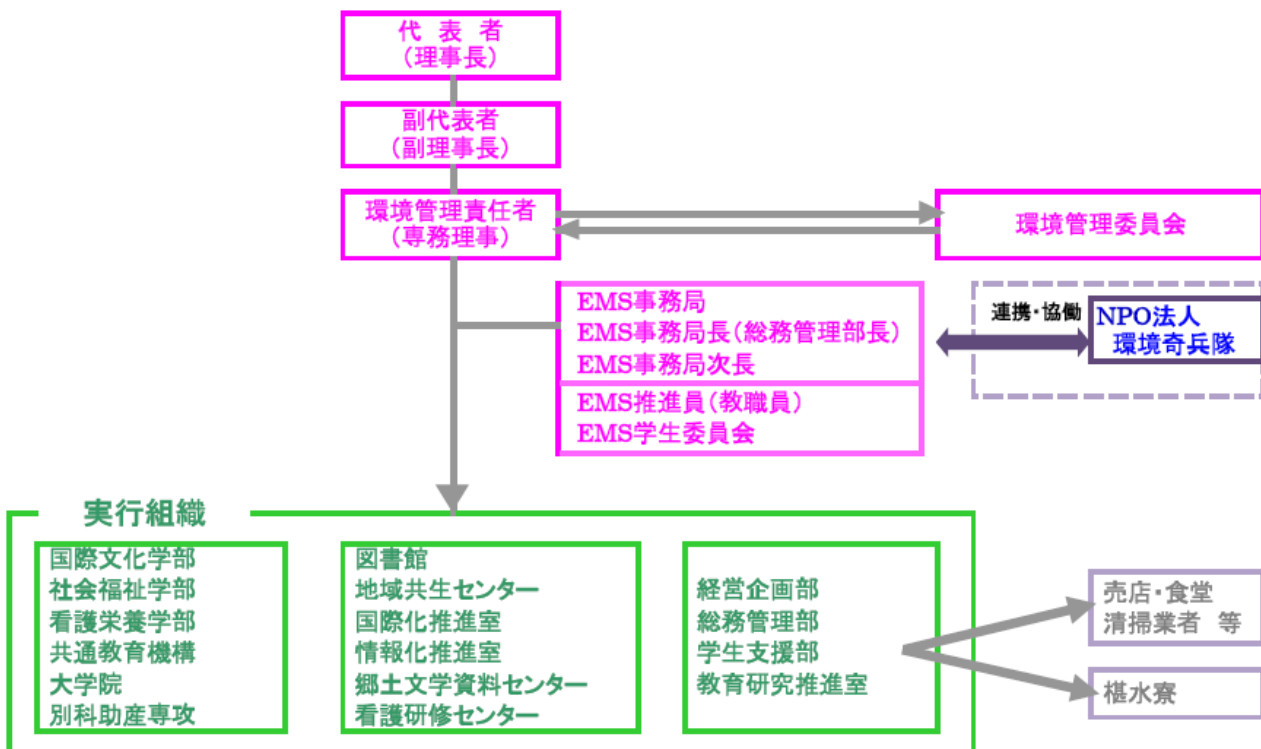 代 表 者
(理事長)
副代表者
(副理事長)
環境管理責任者
(専務理事)
環境管理委員会
EMS事務局
EMS事務局長(総務管理部長)
EMS事務局次長
EMS推進員(教職員)
EMS学生委員会
連携・協働
NPO法人
環境奇兵隊
実行組織
国際文化学部
社会福祉学部
看護栄養学部
共通教育機構
大学院
別科助産専攻
図書館
地域共生センター
国際化推進室
情報化推進室
郷土文学資料センター
看護研修センター
経営企画部
総務管理部
学生支援部
教育研究推進室
売店・食堂
清掃業者 等
椹水寮